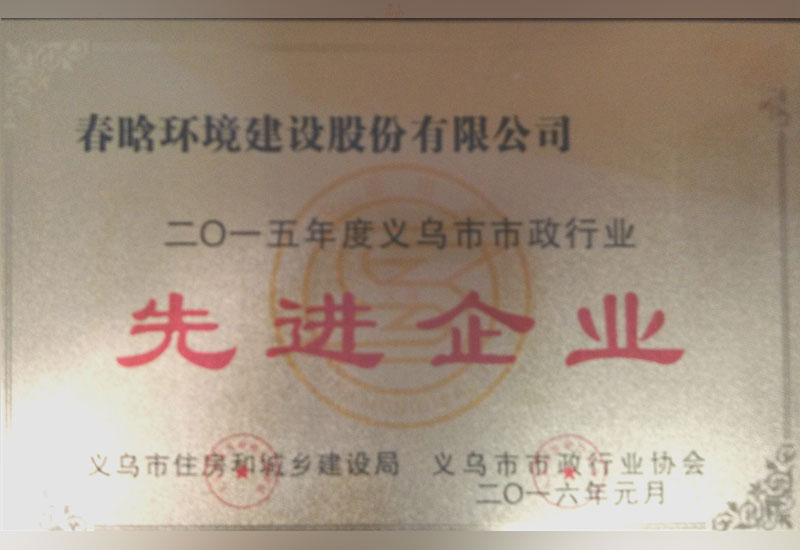 春晗环境建设股份有限公司
二〇一五年度义乌市市政行业
先进企业
义乌市住房和城乡建设局 义乌市市政行业协会
二〇一六年元月